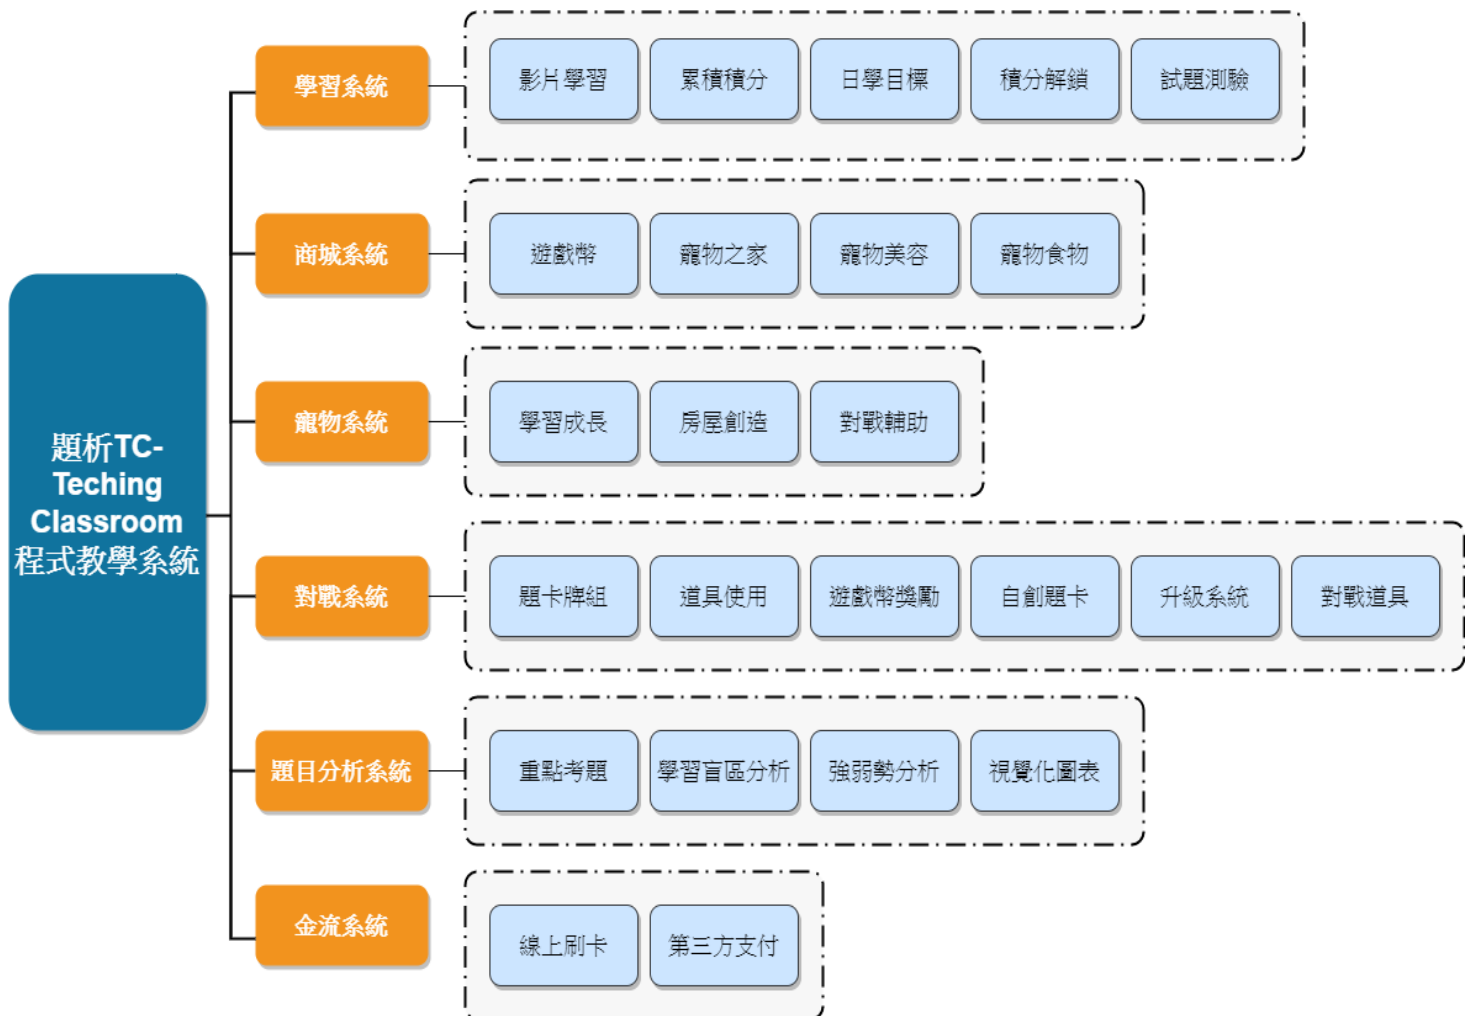 題析TC-
Teching
Classroom
程式教學系統
學習系統
影片學習
累積積分
日學目標
積分解鎖
試題測驗
商城系統
遊戲幣
寵物之家
寵物美容
寵物食物
寵物系統
學習成長
房屋創造
對戰輔助
對戰系統
題卡牌組
道具使用
遊戲幣獎勵
自創題卡
升級系統
對戰道具
題目分析系統
重點考題
學習盲區分析
強弱勢分析
視覺化圖表
金流系統
線上刷卡
第三方支付